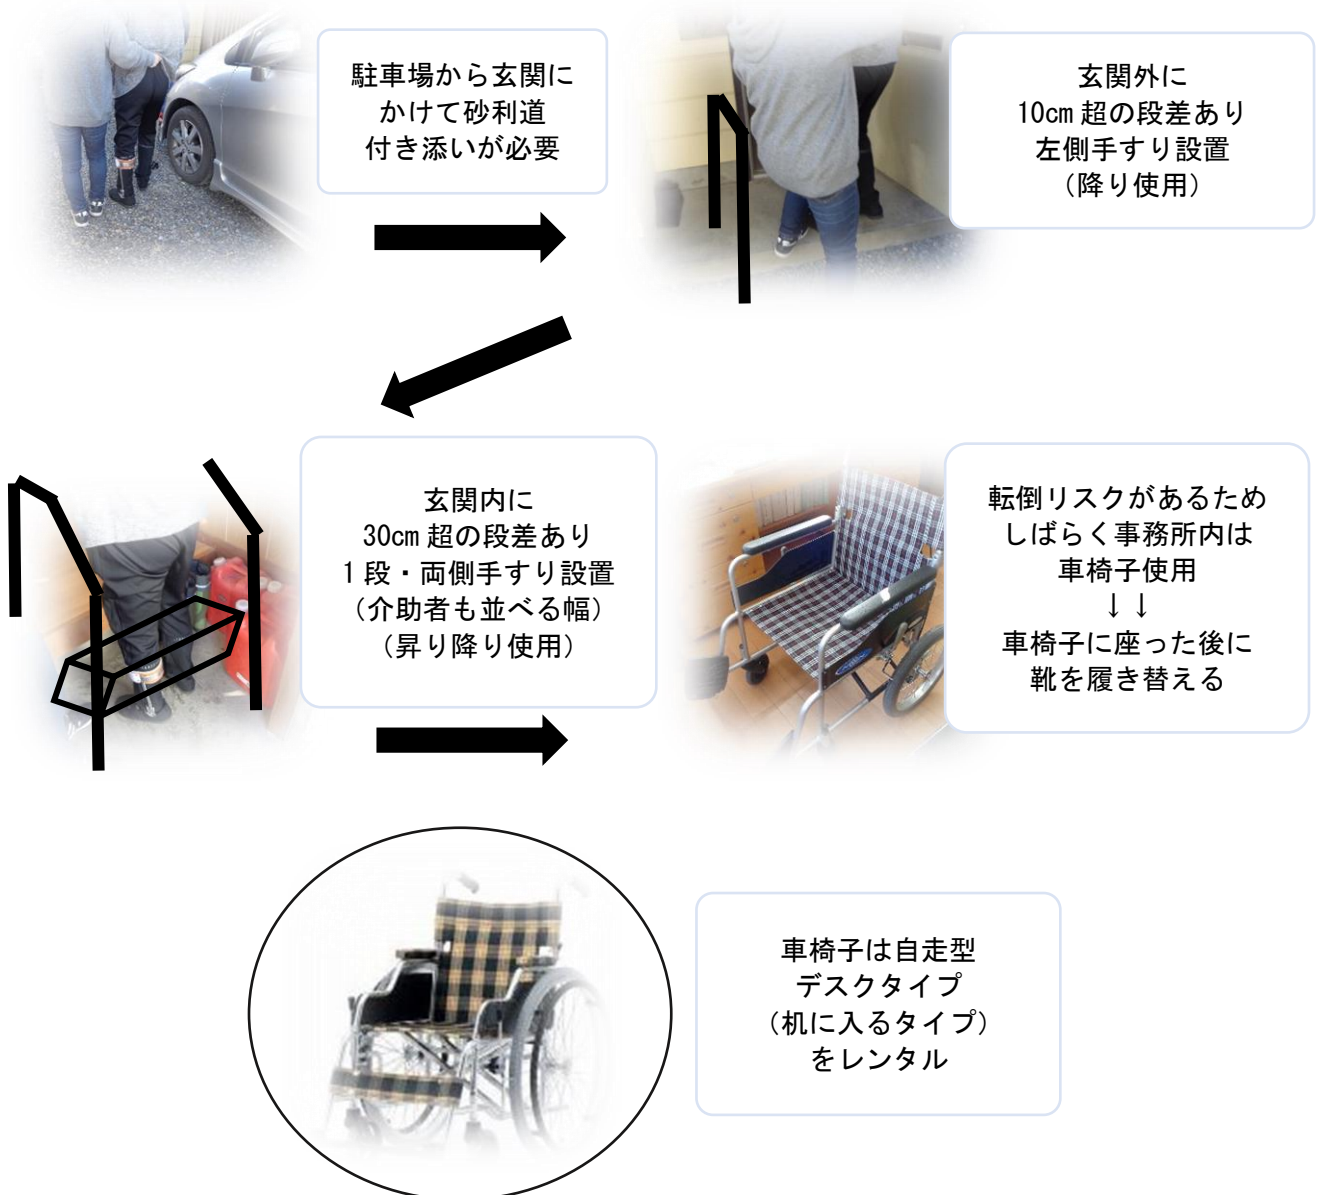 駐車場から玄関に
かけて砂利道
付き添いが必要
玄関外に
10cm 超の段差あり
左側手すり設置
（降り使用）
玄関内に
30cm 超の段差あり
1 段・両側手すり設置
（介助者も並べる幅）
（昇り降り使用）
転倒リスクがあるため
しばらく事務所内は
車椅子使用
↓↓
車椅子に座った後に
靴を履き替える
車椅子は自走型
デスクタイプ
（机に入るタイプ）
をレンタル